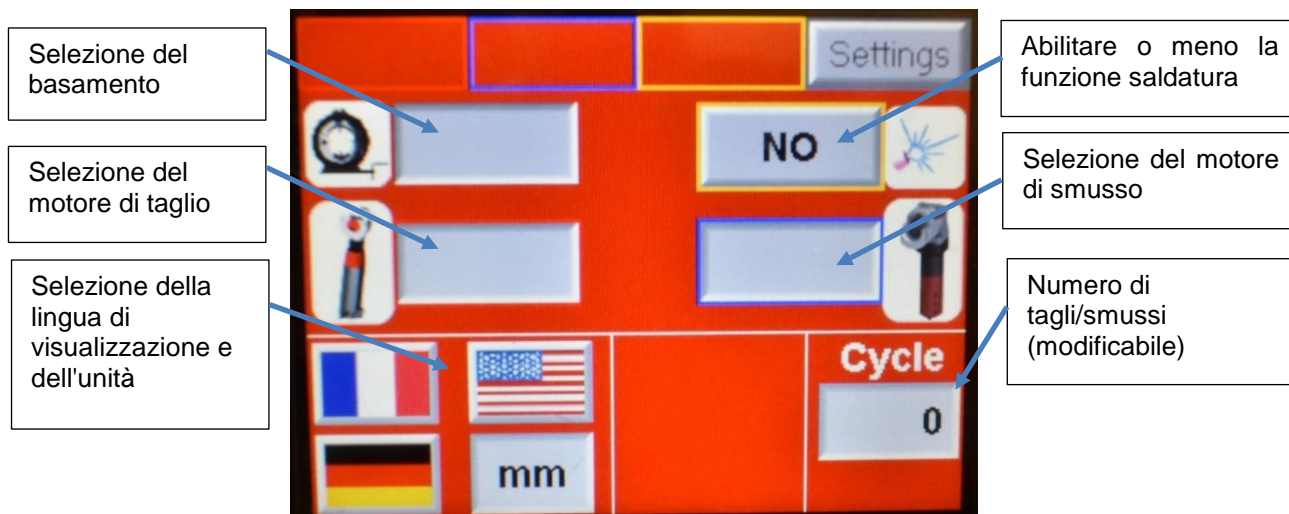 Selezione del
basamento
Selezione del
motore di taglio
Selezione della
lingua di
visualizzazione e
dell'unità
Settings
NO
Cycle
0
mm
Abilitare o meno la
funzione saldatura
Selezione del motore
di smusso
Numero di
tagli/smussi
(modificabile)